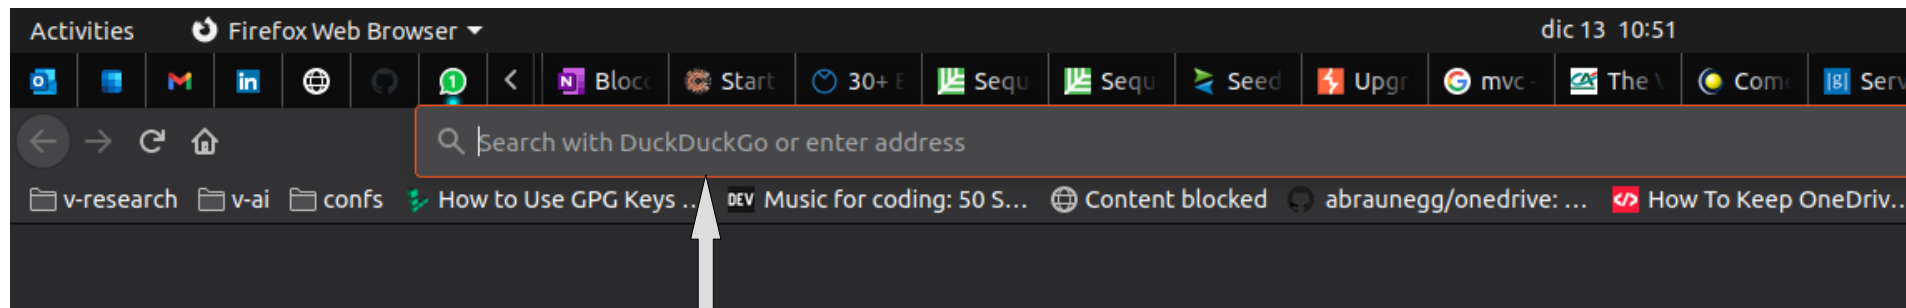 Activities Firefox Web Browser dic 13 10:51
in 1 N Bloc Start 30+ Sequ Sequ Seed Upgr G mvc - The Com |g| Serv
Search with DuckDuckGo or enter address
v-research v-ai confs How to Use GPG Keys ... DEV Music for coding: 50 S... Content blocked abraunegg/onedrive: ... How To Keep OneDriv...